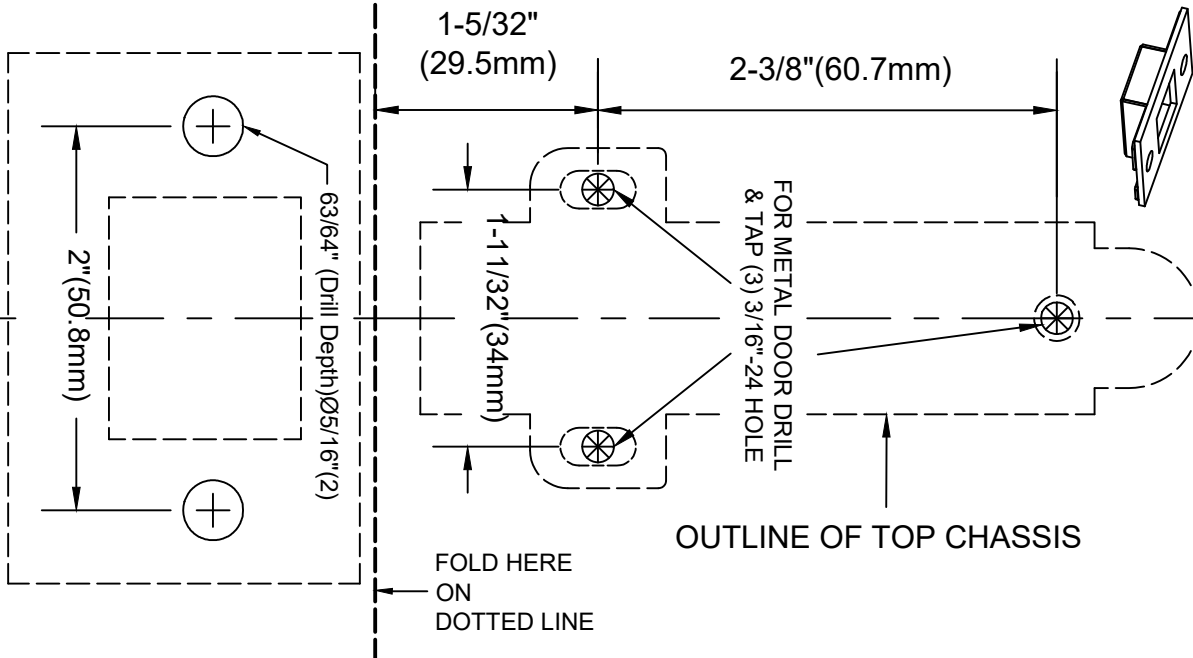 1-5/32"
(29.5mm)
2-3/8"(60.7mm)
2"(50.8mm)
63/64" (Drill Depth)Ø5/16"(2)
1-11/32"(34mm)
FOR METAL DOOR DRILL
& TAP (3) 3/16"-24 HOLE
OUTLINE OF TOP CHASSIS
FOLD HERE
ON
DOTTED LINE